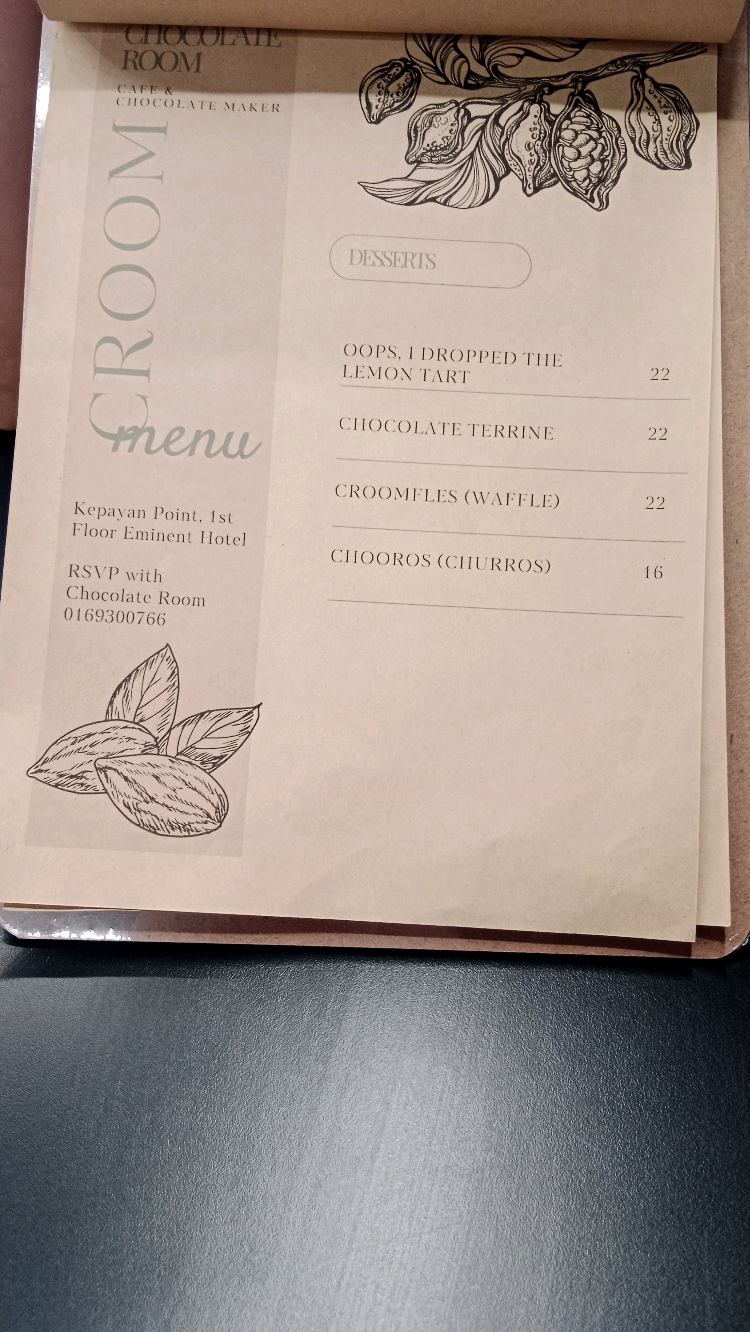 CHOCOLATE
ROOM
CAFE &
CHOCOLATE MAKER
CROOM
menu
Kepayan Point, 1st
Floor Eminent Hotel
RSVP with
Chocolate Room
0169300766
DESSERTS
OOPS, I DROPPED THE
LEMON TART 22
CHOCOLATE TERRINE 22
CROOMFLES (WAFFLE) 22
CHOOROS (CHURROS) 16